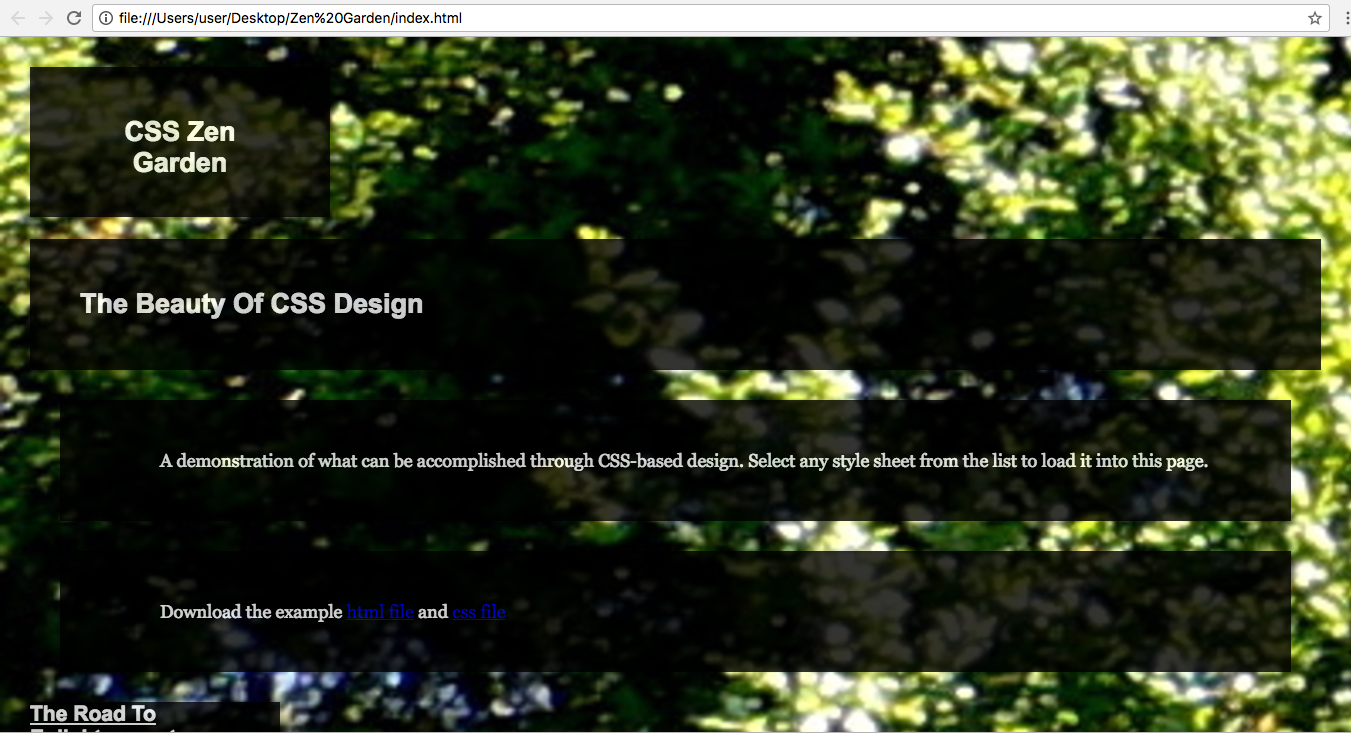 file:///Users/user/Desktop/Zen%20Garden/index.html
CSS Zen
Garden
The Beauty Of CSS Design
A demonstration of what can be accomplished through CSS-based design. Select any style sheet from the list to load it into this page.
Download the example html file and css file
The Road To